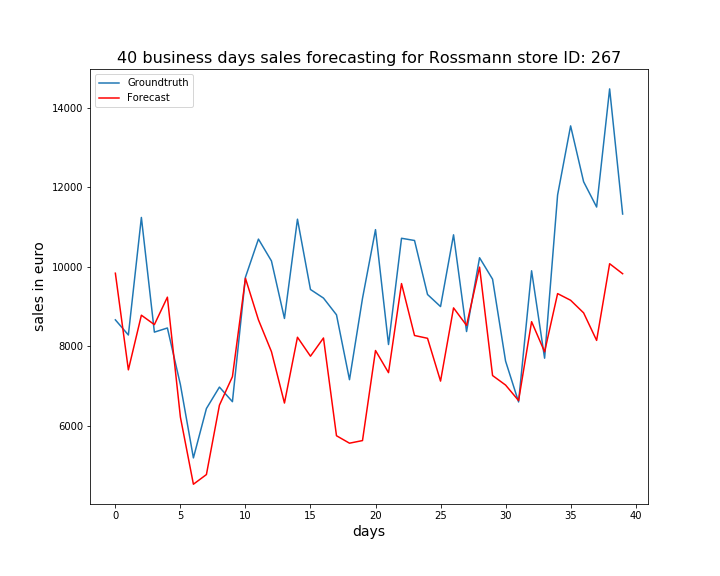 40 business days sales forecasting for Rossmann store ID: 267
Groundtruth
Forecast
14000
12000
10000
8000
6000
sales in euro
0 5 10 15 20 25 30 35 40
days